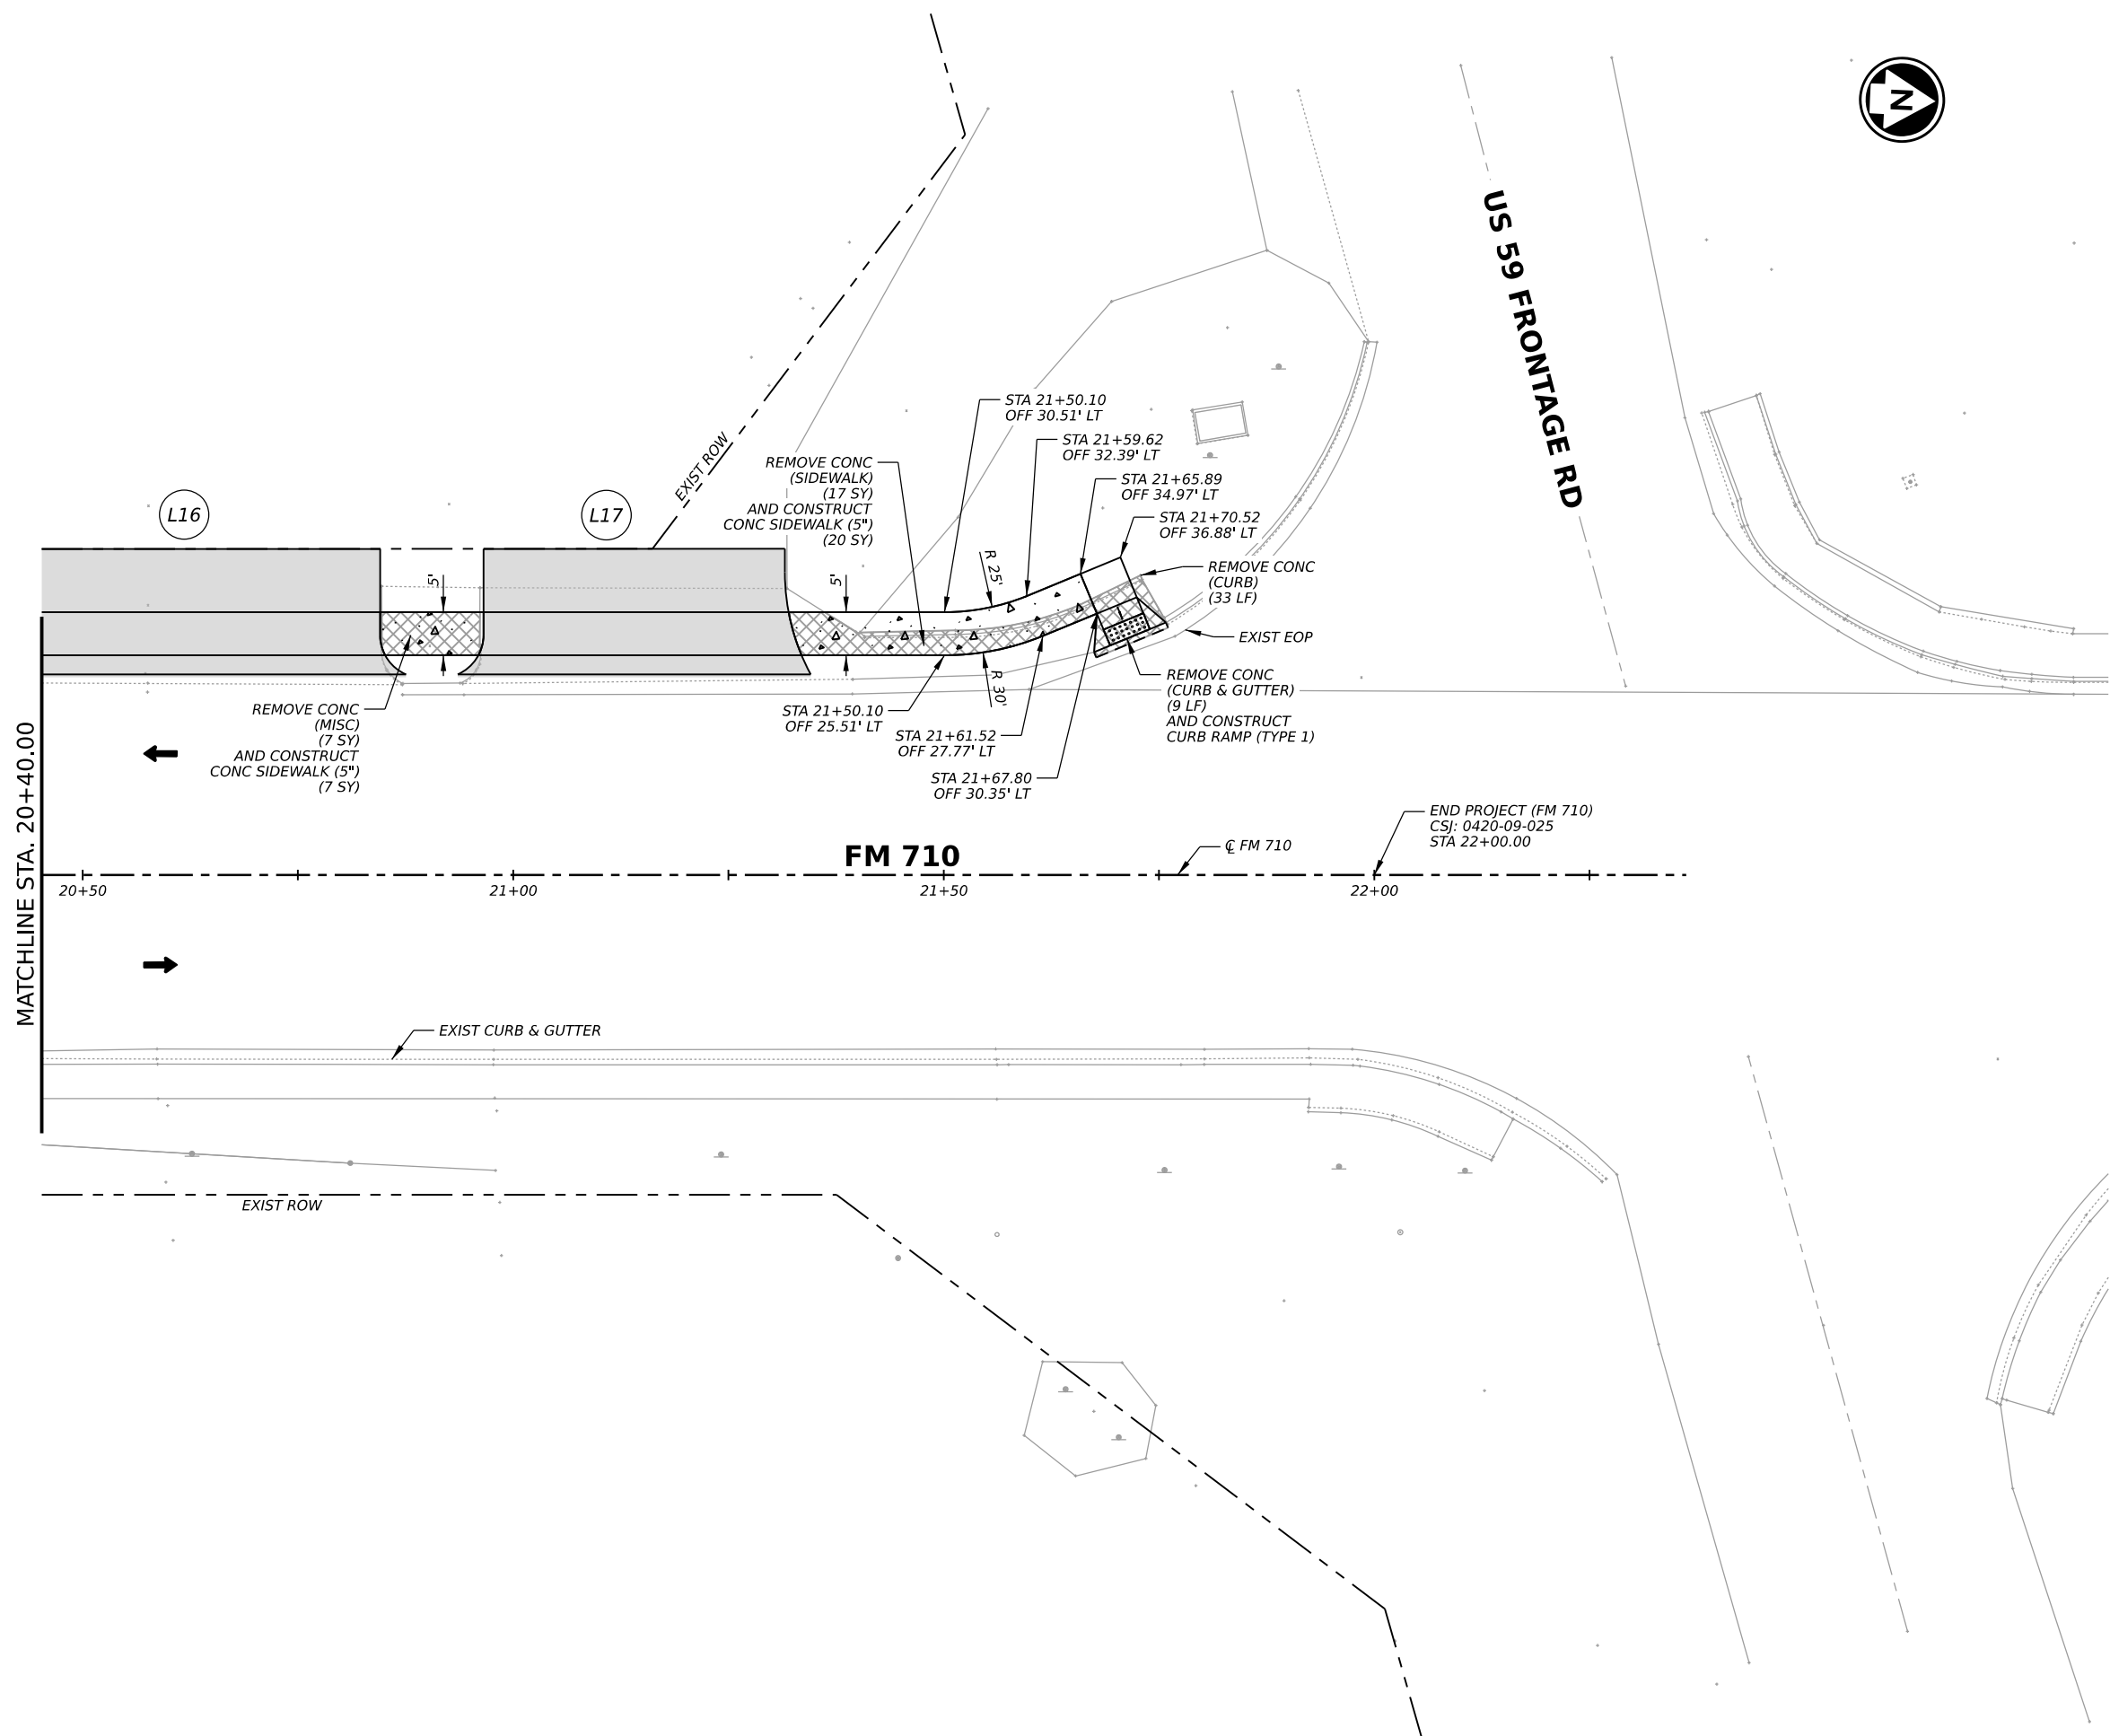 N
US 59 FRONTAGE RD
EXIST ROW
L16
L17
STA 21+50.10
OFF 30.51' LT
STA 21+59.62
OFF 32.39' LT
REMOVE CONC
(SIDEWALK)
(17 SY)
AND CONSTRUCT
CONC SIDEWALK (5")
(20 SY)
STA 21+65.89
OFF 34.97' LT
STA 21+70.52
OFF 36.88' LT
5'
5'
R 25'
REMOVE CONC
(CURB)
(33 LF)
EXIST EOP
R 30'
REMOVE CONC
(CURB & GUTTER)
(9 LF)
AND CONSTRUCT
CURB RAMP (TYPE 1)
REMOVE CONC
(MISC)
(7 SY)
AND CONSTRUCT
CONC SIDEWALK (5")
(7 SY)
STA 21+50.10
OFF 25.51' LT
STA 21+61.52
OFF 27.77' LT
STA 21+67.80
OFF 30.35' LT
MATCHLINE STA. 20+40.00
END PROJECT (FM 710)
CSJ: 0420-09-025
STA 22+00.00
FM 710
℄ FM 710
20+50
21+00
21+50
22+00
EXIST CURB & GUTTER
EXIST ROW